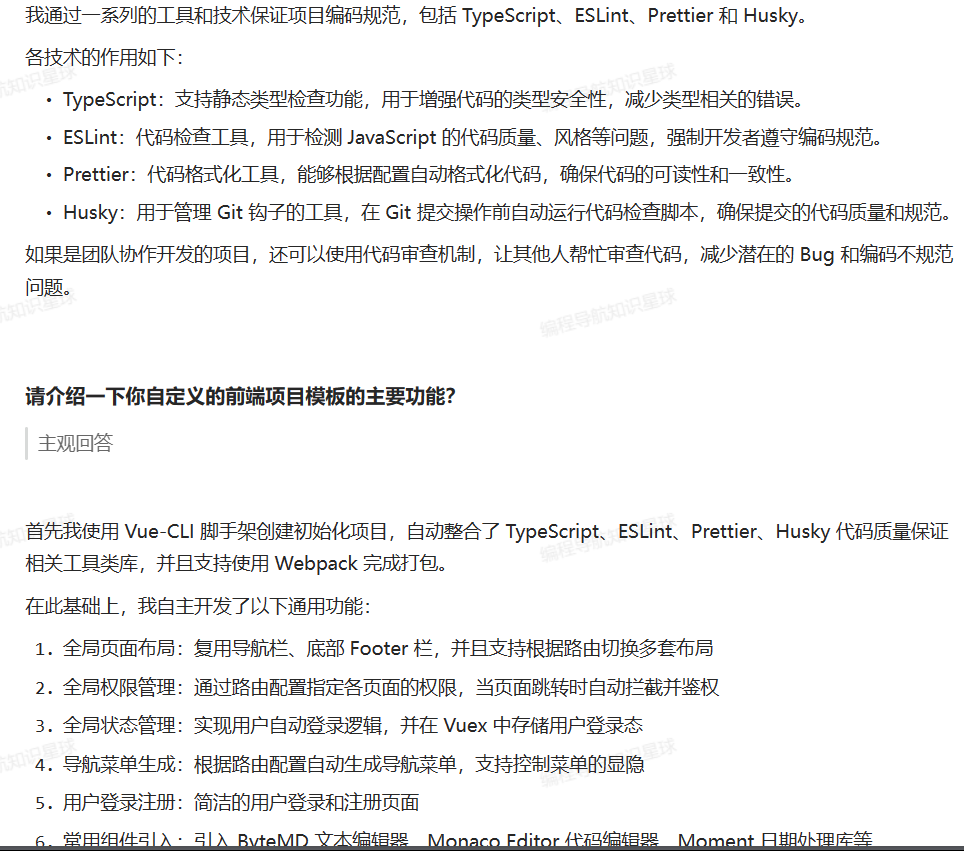 我通过一系列的工具和技术保证项目编码规范，包括 TypeScript、ESLint、Prettier 和 Husky。
各技术的作用如下：
• TypeScript：支持静态类型检查功能，用于增强代码的类型安全性，减少类型相关的错误。
• ESLint：代码检查工具，用于检测 JavaScript 的代码质量、风格等问题，强制开发者遵守编码规范。
• Prettier：代码格式化工具，能够根据配置自动格式化代码，确保代码的可读性和一致性。
• Husky：用于管理 Git 钩子的工具，在 Git 提交操作前自动运行代码检查脚本，确保提交的代码质量和规范。
如果是团队协作开发的项目，还可以使用代码审查机制，让其他人帮忙审查代码，减少潜在的 Bug 和编码不规范
问题。
编程导航知识星球
请介绍一下你自定义的前端项目模板的主要功能？
主观回答
首先我使用 Vue-CLI 脚手架创建初始化项目，自动整合了 TypeScript、ESLint、Prettier、Husky 代码质量保证
相关工具类库，并且支持使用 Webpack 完成打包。
在此基础上，我自主开发了以下通用功能：
1. 全局页面布局：复用导航栏、底部 Footer 栏，并且支持根据路由切换多套布局
2. 全局权限管理：通过路由配置指定各页面的权限，当页面跳转时自动拦截并鉴权
3. 全局状态管理：实现用户自动登录逻辑，并在 Vuex 中存储用户登录态
4. 导航菜单生成：根据路由配置自动生成导航菜单，支持控制菜单的显隐
5. 用户登录注册：简洁的用户登录和注册页面
6. 常用组件引入：引入 ByteMD 文本编辑器、Monaco Editor 代码编辑器、Moment 日期处理库等